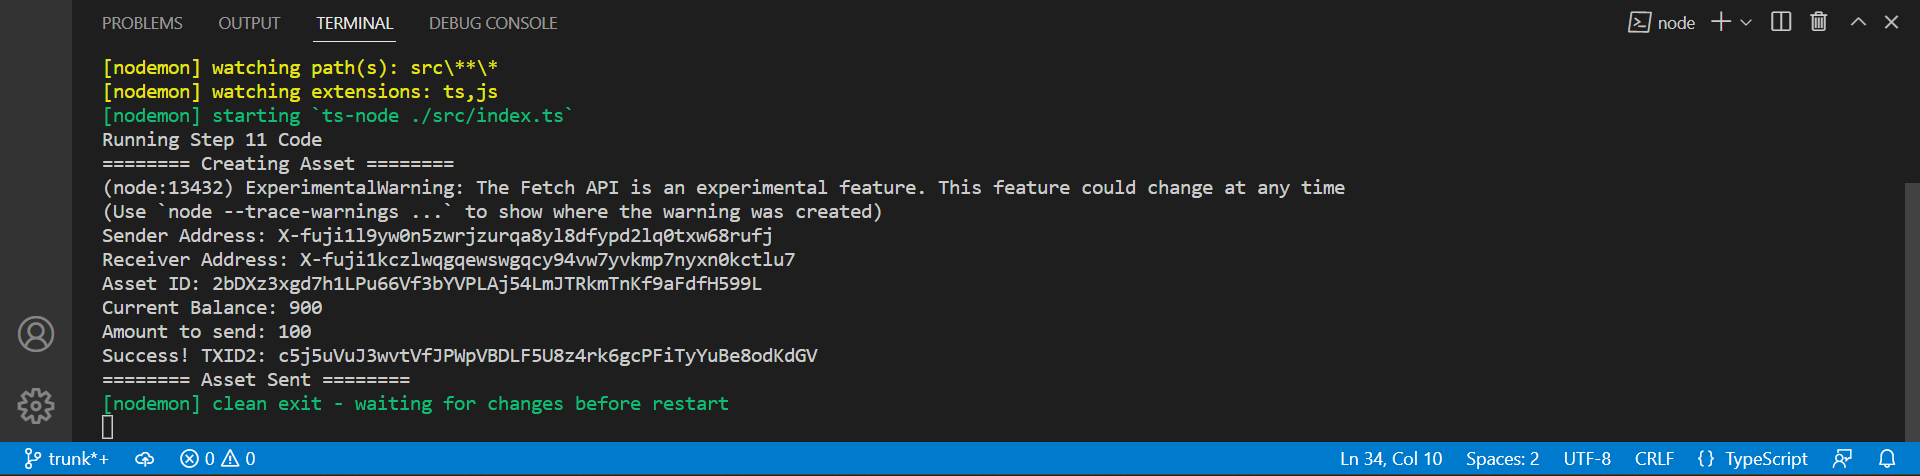 PROBLEMS OUTPUT TERMINAL DEBUG CONSOLE node
[nodemon] watching path(s): src\**\*
[nodemon] watching extensions: ts,js
[nodemon] starting `ts-node ./src/index.ts`
Running Step 11 Code
======== Creating Asset ========
(node:13432) ExperimentalWarning: The Fetch API is an experimental feature. This feature could change at any time
(Use `node --trace-warnings ...` to show where the warning was created)
Sender Address: X-fuji1l9yw0n5zwrjzurqa8yl8dfypd2lq0txw68rufj
Receiver Address: X-fuji1kczlwqgqewswgqcy94vw7yvkmp7nyxn0kctlu7
Asset ID: 2bDXz3xgd7h1LPu66Vf3bYVPLAj54LmJTRkmTnKf9aFdfH599L
Current Balance: 900
Amount to send: 100
Success! TXID2: c5j5uVuJ3wvtVfJPWpVBDLF5U8z4rk6gcPFiTyYuBe8odKdGV
======== Asset Sent ========
[nodemon] clean exit - waiting for changes before restart
trunk*+ 0 0 Ln 34, Col 10 Spaces: 2 UTF-8 CRLF {} TypeScript